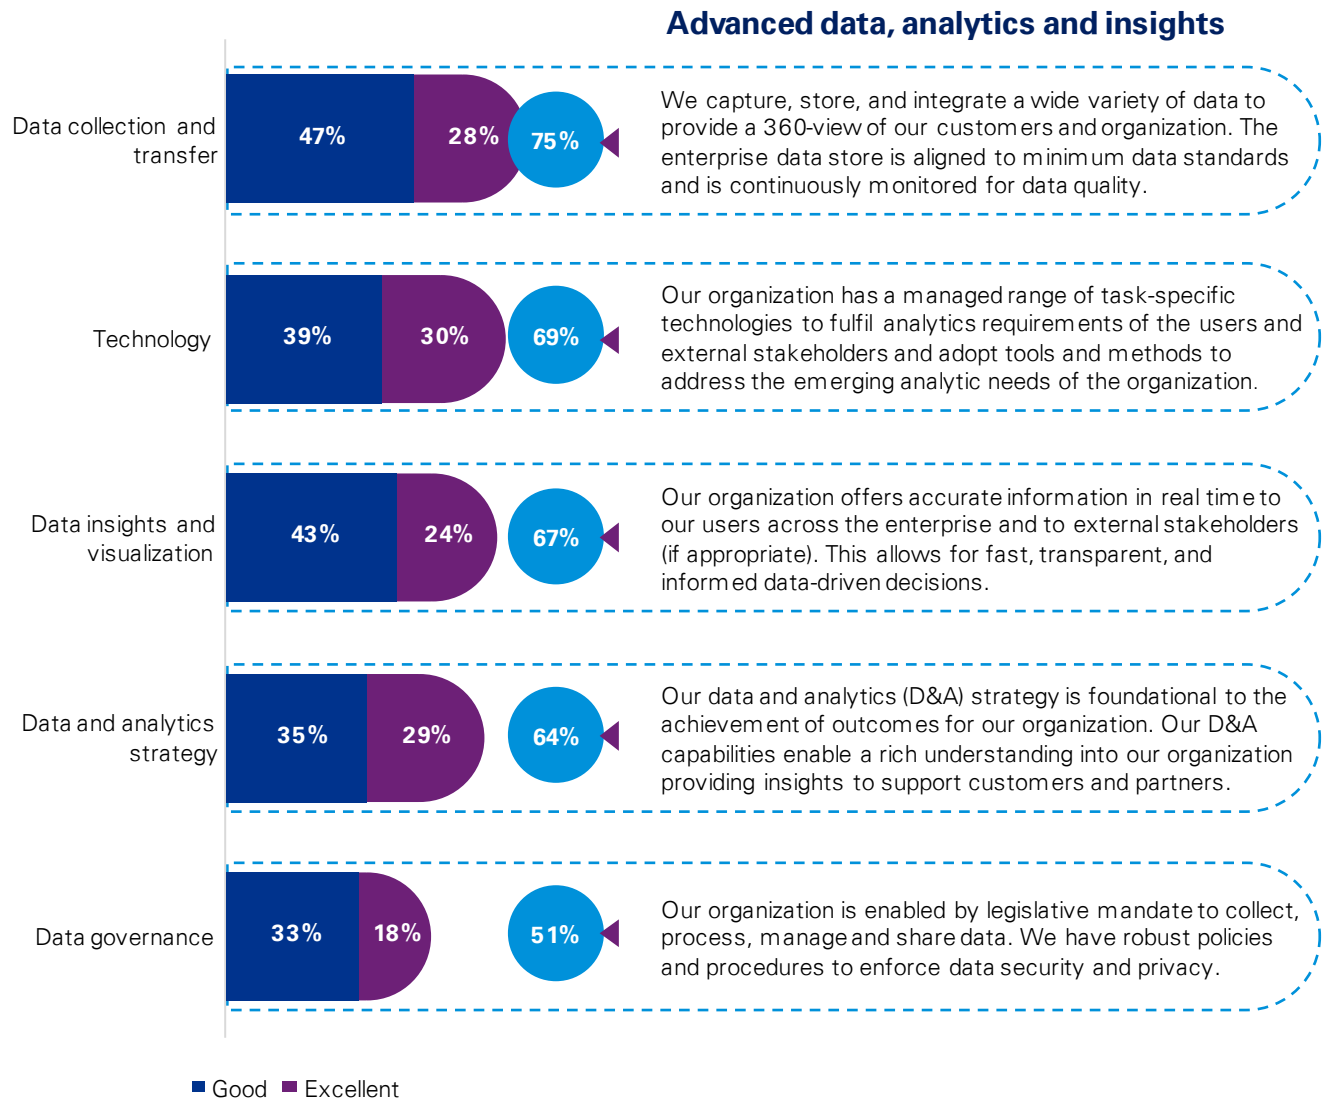 Advanced data, analytics and insights
Data collection and
transfer
47%
28%
75%
We capture, store, and integrate a wide variety of data to
provide a 360-view of our customers and organization. The
enterprise data store is aligned to minimum data standards
and is continuously monitored for data quality.
Technology
39%
30%
69%
Our organization has a managed range of task-specific
technologies to fulfil analytics requirements of the users and
external stakeholders and adopt tools and methods to
address the emerging analytic needs of the organization.
Data insights and
visualization
43%
24%
67%
Our organization offers accurate information in real time to
our users across the enterprise and to external stakeholders
(if appropriate). This allows for fast, transparent, and
informed data-driven decisions.
Data and analytics
strategy
35%
29%
64%
Our data and analytics (D&A) strategy is foundational to the
achievement of outcomes for our organization. Our D&A
capabilities enable a rich understanding into our organization
providing insights to support customers and partners.
Data governance
33%
18%
51%
Our organization is enabled by legislative mandate to collect,
process, manage and share data. We have robust policies
and procedures to enforce data security and privacy.
Good
Excellent